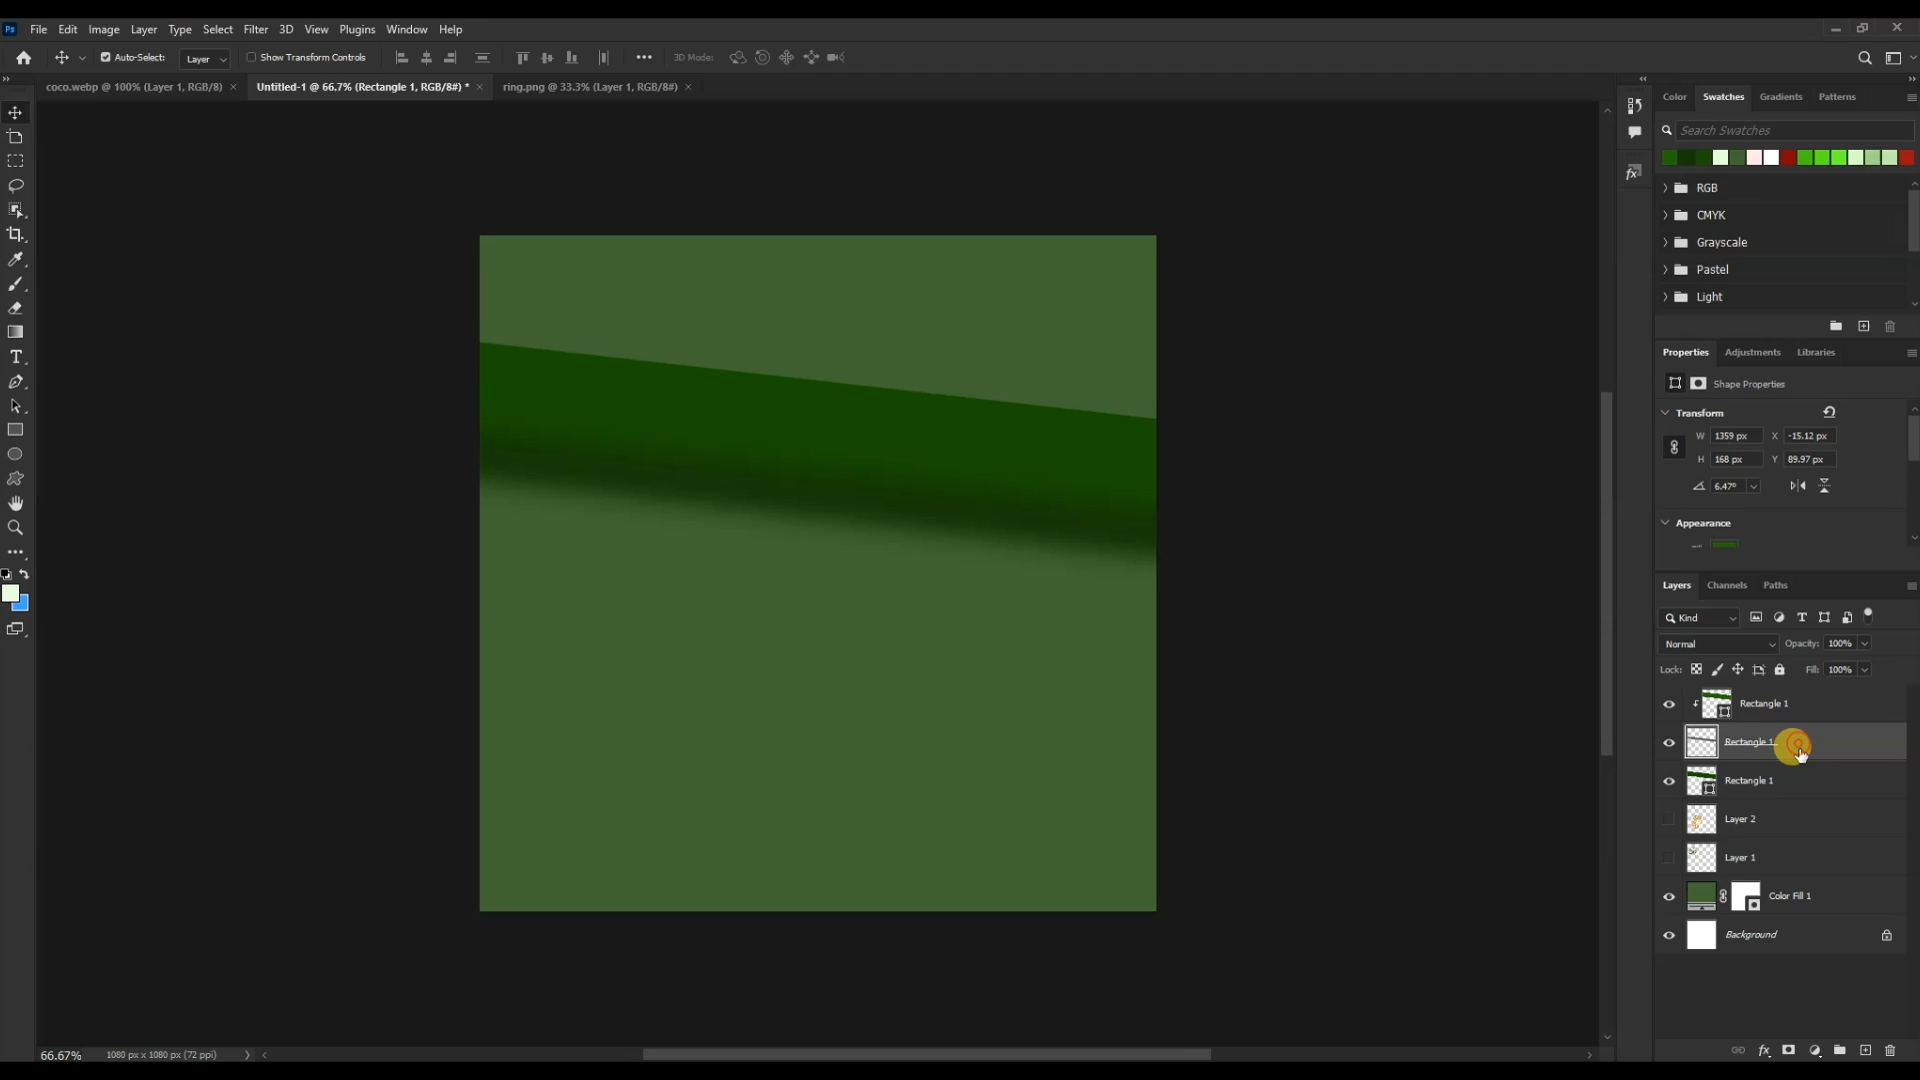 Ps File Edit Image Layer Type Select Filter 3D View Plugins Window Help
Auto-Select: Layer Show Transform Controls 3D Mode:
coco.webp @ 100% (Layer 1, RGB/8) × Untitled-1 @ 66.7% (Rectangle 1, RGB/8#) * × ring.png @ 33.3% (Layer 1, RGB/8#) ×
Color Swatches Gradients Patterns
Search Swatches
RGB
CMYK
Grayscale
Pastel
Light
Properties Adjustments Libraries
Shape Properties
Transform
W 1359 px X -15.12 px
H 168 px Y 89.97 px
6.47°
Appearance
Layers Channels Paths
Kind
Normal Opacity: 100%
Lock: Fill: 100%
Rectangle 1
Rectangle 1
Rectangle 1
Layer 2
Layer 1
Color Fill 1
Background
66.67% 1080 px x 1080 px (72 ppi)